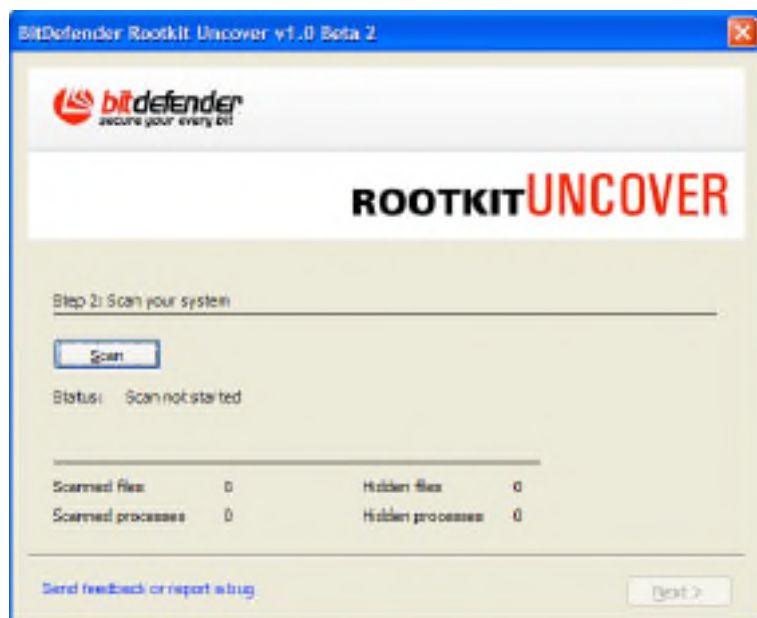 BitDefender Rootkit Uncover v1.0 Beta 2
bitdefender
secure your every bit
ROOTKITUNCOVER
Step 2: Scan your system
Scan
Status: Scan not started
Scanned files 0 Hidden files 0
Scanned processes 0 Hidden processes 0
Send feedback or report a bug
Next >